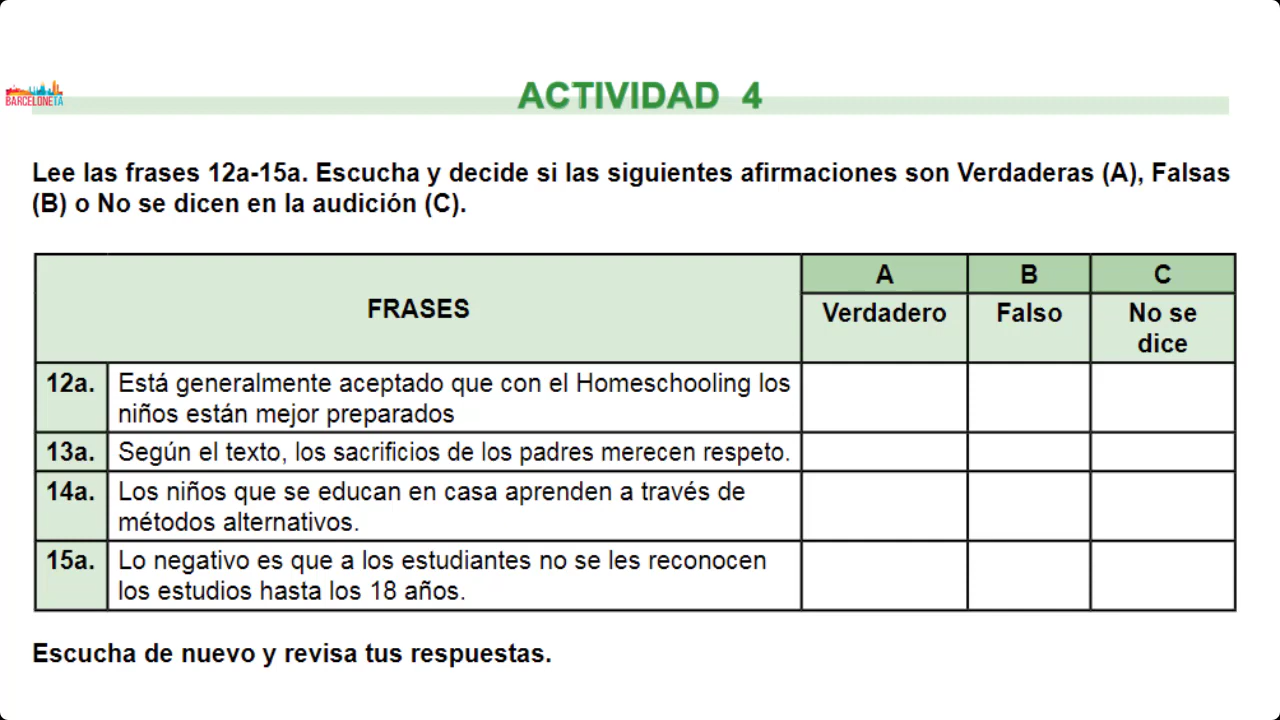 BARCELONETA
ACTIVIDAD 4
Lee las frases 12a-15a. Escucha y decide si las siguientes afirmaciones son Verdaderas (A), Falsas
(B) o No se dicen en la audición (C).
FRASES
A
B
C
Verdadero
Falso
No se
dice
12a.
Está generalmente aceptado que con el Homeschooling los
niños están mejor preparados
13a.
Según el texto, los sacrificios de los padres merecen respeto.
14a.
Los niños que se educan en casa aprenden a través de
métodos alternativos.
15a.
Lo negativo es que a los estudiantes no se les reconocen
los estudios hasta los 18 años.
Escucha de nuevo y revisa tus respuestas.